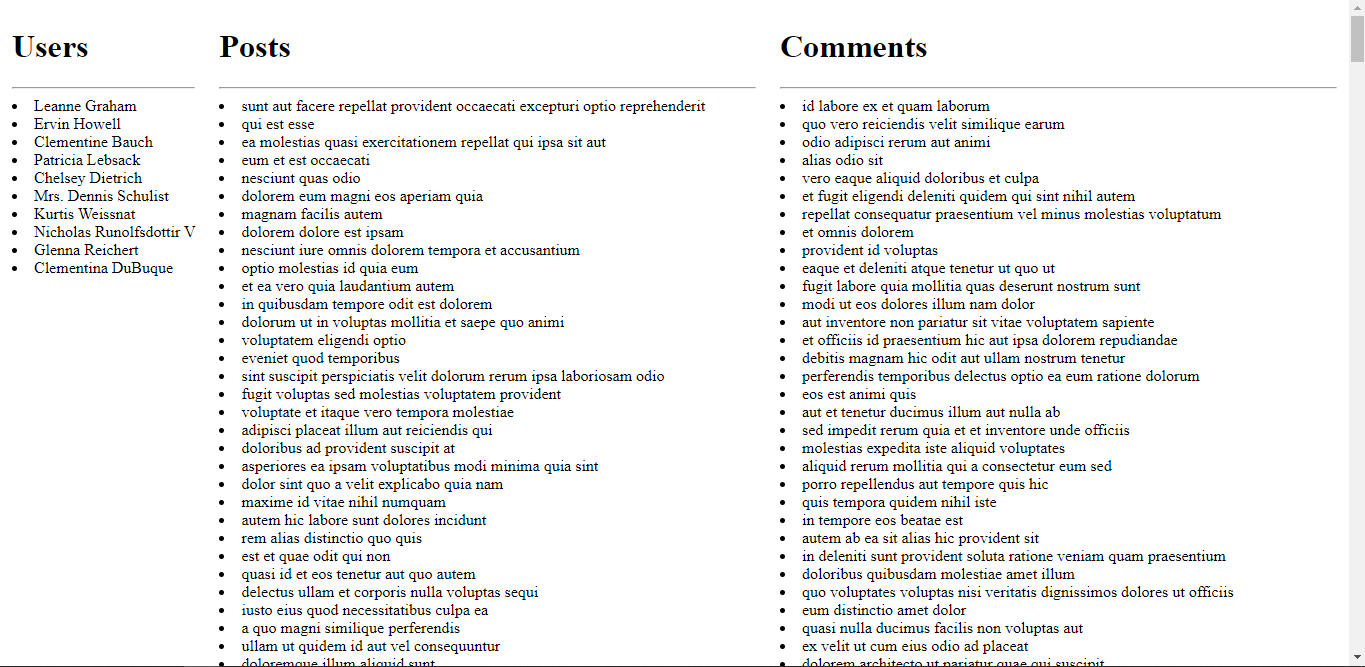 Users
Leanne Graham
Ervin Howell
Clementine Bauch
Patricia Lebsack
Chelsey Dietrich
Mrs. Dennis Schulist
Kurtis Weissnat
Nicholas Runolfsdottir V
Glenna Reichert
Clementina DuBuque
Posts
sunt aut facere repellat provident occaecati excepturi optio reprehenderit
qui est esse
ea molestias quasi exercitationem repellat qui ipsa sit aut
eum et est occaecati
nesciunt quas odio
dolorem eum magni eos aperiam quia
magnam facilis autem
dolorem dolore est ipsam
nesciunt iure omnis dolorem tempora et accusantium
optio molestias id quia eum
et ea vero quia laudantium autem
in quibusdam tempore odit est dolorem
dolorum ut in voluptas mollitia et saepe quo animi
voluptatem eligendi optio
eveniet quod temporibus
sint suscipit perspiciatis velit dolorum rerum ipsa laboriosam odio
fugit voluptas sed molestias voluptatem provident
voluptate et itaque vero tempora molestiae
adipisci placeat illum aut reiciendis qui
doloribus ad provident suscipit at
asperiores ea ipsam voluptatibus modi minima quia sint
dolor sint quo a velit explicabo quia nam
maxime id vitae nihil numquam
autem hic labore sunt dolores incidunt
rem alias distinctio quo quis
est et quae odit qui non
quasi id et eos tenetur aut quo autem
delectus ullam et corporis nulla voluptas sequi
iusto eius quod necessitatibus culpa ea
a quo magni similique perferendis
ullam ut quidem id aut vel consequuntur
doloremque illum aliquid sunt
Comments
id labore ex et quam laborum
quo vero reiciendis velit similique earum
odio adipisci rerum aut animi
alias odio sit
vero eaque aliquid doloribus et culpa
et fugit eligendi deleniti quidem qui sint nihil autem
repellat consequatur praesentium vel minus molestias voluptatum
et omnis dolorem
provident id voluptas
eaque et deleniti atque tenetur ut quo ut
fugit labore quia mollitia quas deserunt nostrum sunt
modi ut eos dolores illum nam dolor
aut inventore non pariatur sit vitae voluptatem sapiente
et officiis id praesentium hic aut ipsa dolorem repudiandae
debitis magnam hic odit aut ullam nostrum tenetur
perferendis temporibus delectus optio ea eum ratione dolorum
eos est animi quis
aut et tenetur ducimus illum aut nulla ab
sed impedit rerum quia et et inventore unde officiis
molestias expedita iste aliquid voluptates
aliquid rerum mollitia qui a consectetur eum sed
porro repellendus aut tempore quis hic
quis tempora quidem nihil iste
in tempore eos beatae est
autem ab ea sit alias hic provident sit
in deleniti sunt provident soluta ratione veniam quam praesentium
doloribus quibusdam molestiae amet illum
quo voluptates voluptas nisi veritatis dignissimos dolores ut officiis
eum distinctio amet dolor
quasi nulla ducimus facilis non voluptas aut
ex velit ut cum eius odio ad placeat
dolorem architecto ut pariatur quae qui suscipit